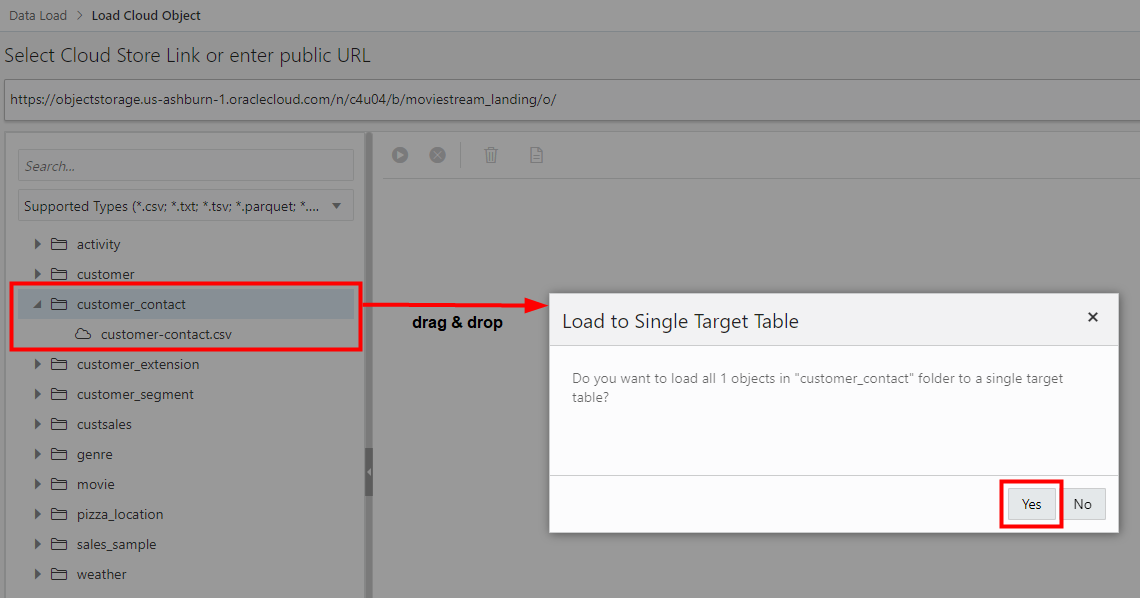 Data Load > Load Cloud Object
Select Cloud Store Link or enter public URL
https://objectstorage.us-ashburn-1.oraclecloud.com/n/c4u04/b/moviestream_landing/o/
Search...
Supported Types (*.csv; *.txt; *.tsv; *.parquet; *....
activity
customer
customer_contact
customer-contact.csv
customer_extension
customer_segment
custsales
genre
movie
pizza_location
sales_sample
weather
drag & drop
Load to Single Target Table
Do you want to load all 1 objects in "customer_contact" folder to a single target
table?
Yes
No